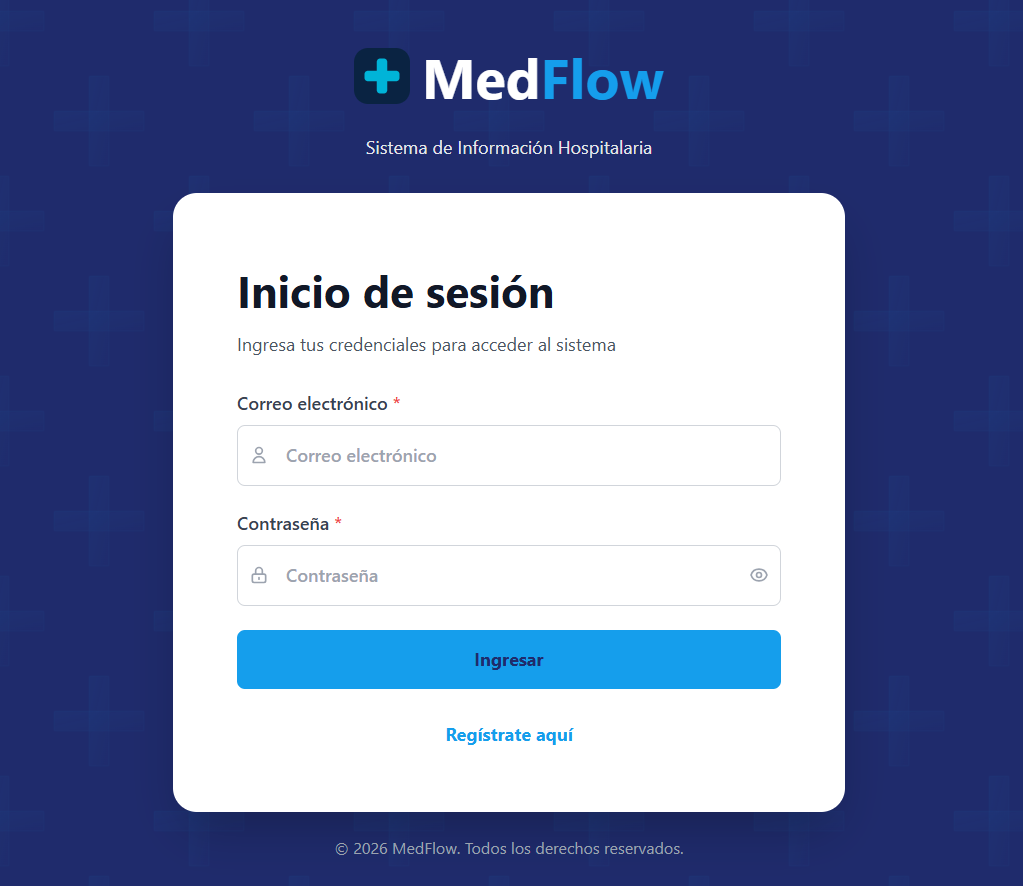 MedFlow
Sistema de Información Hospitalaria
Inicio de sesión
Ingresa tus credenciales para acceder al sistema
Correo electrónico *
Correo electrónico
Contraseña *
Contraseña
Ingresar
Regístrate aquí
© 2026 MedFlow. Todos los derechos reservados.